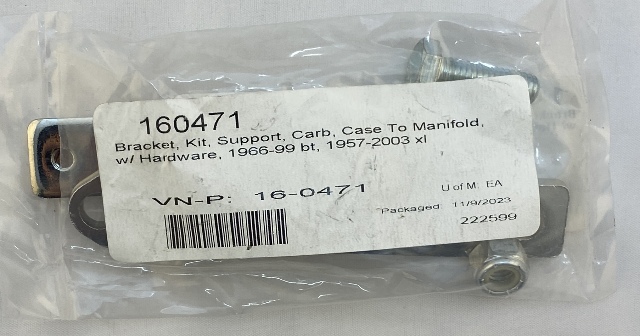 160471
Bracket, Kit, Support, Carb, Case To Manifold,
w/ Hardware, 1966-99 bt, 1957-2003 xl
VN-P: 16-0471
U of M: EA
Packaged 11/9/2023
222599